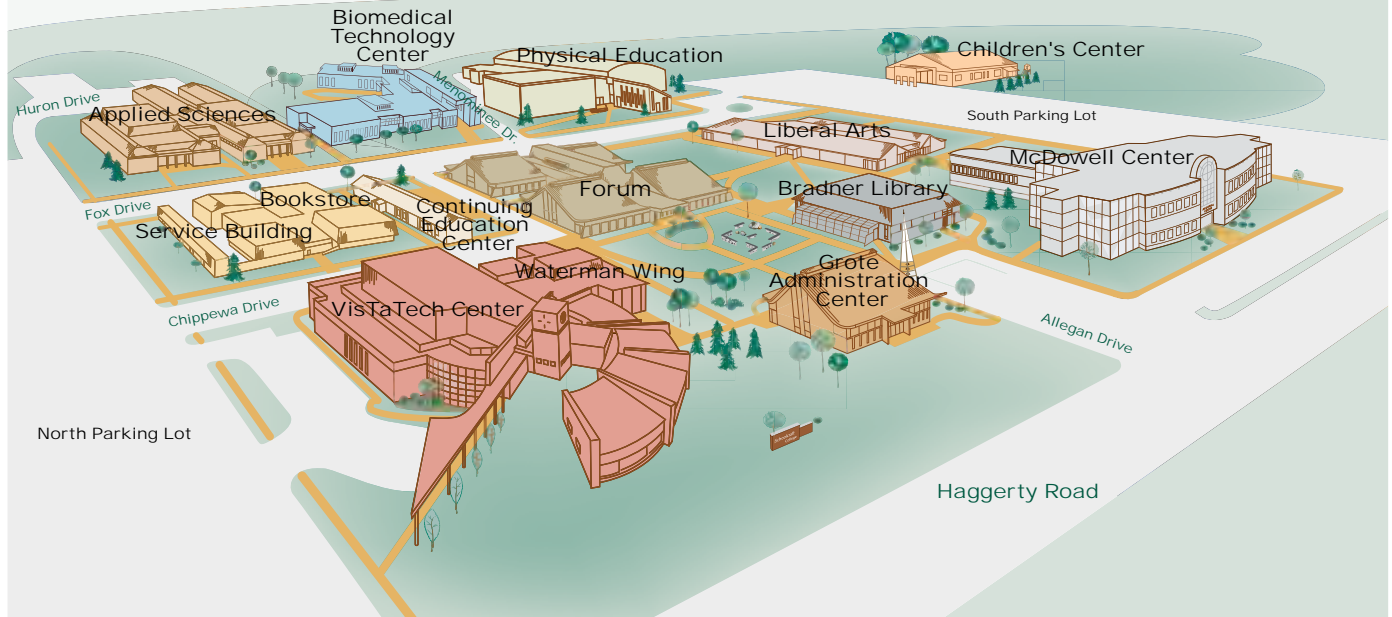 Biomedical
Technology
Center
Physical Education
Children's Center
Menominee Dr.
Huron Drive
Applied Sciences
South Parking Lot
Liberal Arts
McDowell Center
Forum
Bradner Library
Fox Drive
Bookstore
Continuing
Education
Center
Service Building
Waterman Wing
Grote
Administration
Center
VisTaTech Center
Chippewa Drive
Allegan Drive
North Parking Lot
Haggerty Road